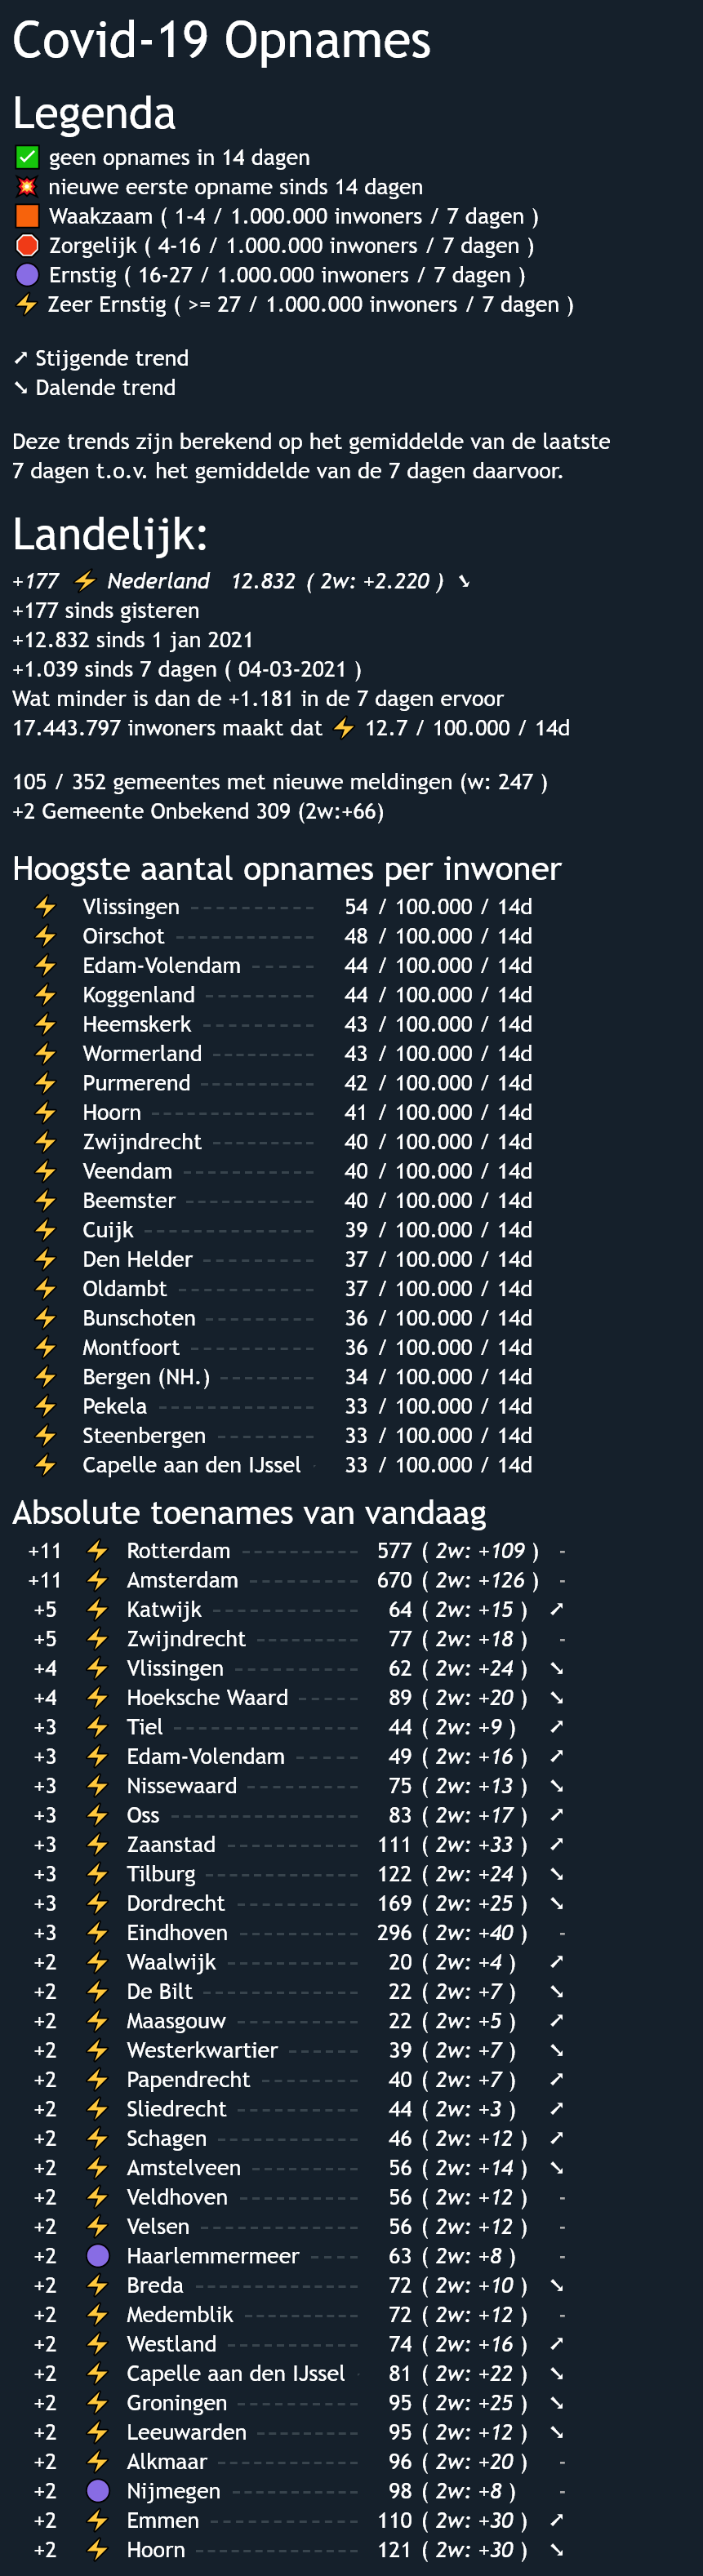 Covid-19 Opnames
Legenda
✅ geen opnames in 14 dagen
💥 nieuwe eerste opname sinds 14 dagen
🟧 Waakzaam ( 1-4 / 1.000.000 inwoners / 7 dagen )
🛑 Zorgelijk ( 4-16 / 1.000.000 inwoners / 7 dagen )
🟣 Ernstig ( 16-27 / 1.000.000 inwoners / 7 dagen )
⚡ Zeer Ernstig ( >= 27 / 1.000.000 inwoners / 7 dagen )
➚ Stijgende trend
➘ Dalende trend
Deze trends zijn berekend op het gemiddelde van de laatste
7 dagen t.o.v. het gemiddelde van de 7 dagen daarvoor.
Landelijk:
+177 ⚡ Nederland 12.832 ( 2w: +2.220 ) ➘
+177 sinds gisteren
+12.832 sinds 1 jan 2021
+1.039 sinds 7 dagen ( 04-03-2021 )
Wat minder is dan de +1.181 in de 7 dagen ervoor
17.443.797 inwoners maakt dat ⚡ 12.7 / 100.000 / 14d
105 / 352 gemeentes met nieuwe meldingen (w: 247 )
+2 Gemeente Onbekend 309 (2w:+66)
Hoogste aantal opnames per inwoner
⚡ Vlissingen 54 / 100.000 / 14d
⚡ Oirschot 48 / 100.000 / 14d
⚡ Edam-Volendam 44 / 100.000 / 14d
⚡ Koggenland 44 / 100.000 / 14d
⚡ Heemskerk 43 / 100.000 / 14d
⚡ Wormerland 43 / 100.000 / 14d
⚡ Purmerend 42 / 100.000 / 14d
⚡ Hoorn 41 / 100.000 / 14d
⚡ Zwijndrecht 40 / 100.000 / 14d
⚡ Veendam 40 / 100.000 / 14d
⚡ Beemster 40 / 100.000 / 14d
⚡ Cuijk 39 / 100.000 / 14d
⚡ Den Helder 37 / 100.000 / 14d
⚡ Oldambt 37 / 100.000 / 14d
⚡ Bunschoten 36 / 100.000 / 14d
⚡ Montfoort 36 / 100.000 / 14d
⚡ Bergen (NH.) 34 / 100.000 / 14d
⚡ Pekela 33 / 100.000 / 14d
⚡ Steenbergen 33 / 100.000 / 14d
⚡ Capelle aan den IJssel 33 / 100.000 / 14d
Absolute toenames van vandaag
+11 ⚡ Rotterdam 577 ( 2w: +109 ) -
+11 ⚡ Amsterdam 670 ( 2w: +126 ) -
+5 ⚡ Katwijk 64 ( 2w: +15 ) ➚
+5 ⚡ Zwijndrecht 77 ( 2w: +18 ) -
+4 ⚡ Vlissingen 62 ( 2w: +24 ) ➘
+4 ⚡ Hoeksche Waard 89 ( 2w: +20 ) ➘
+3 ⚡ Tiel 44 ( 2w: +9 ) ➚
+3 ⚡ Edam-Volendam 49 ( 2w: +16 ) ➚
+3 ⚡ Nissewaard 75 ( 2w: +13 ) ➘
+3 ⚡ Oss 83 ( 2w: +17 ) ➚
+3 ⚡ Zaanstad 111 ( 2w: +33 ) ➚
+3 ⚡ Tilburg 122 ( 2w: +24 ) ➘
+3 ⚡ Dordrecht 169 ( 2w: +25 ) ➘
+3 ⚡ Eindhoven 296 ( 2w: +40 ) -
+2 ⚡ Waalwijk 20 ( 2w: +4 ) ➚
+2 ⚡ De Bilt 22 ( 2w: +7 ) ➘
+2 ⚡ Maasgouw 22 ( 2w: +5 ) ➚
+2 ⚡ Westerkwartier 39 ( 2w: +7 ) ➘
+2 ⚡ Papendrecht 40 ( 2w: +7 ) ➚
+2 ⚡ Sliedrecht 44 ( 2w: +3 ) ➚
+2 ⚡ Schagen 46 ( 2w: +12 ) ➚
+2 ⚡ Amstelveen 56 ( 2w: +14 ) ➘
+2 ⚡ Veldhoven 56 ( 2w: +12 ) -
+2 ⚡ Velsen 56 ( 2w: +12 ) -
+2 🟣 Haarlemmermeer 63 ( 2w: +8 ) -
+2 ⚡ Breda 72 ( 2w: +10 ) ➘
+2 ⚡ Medemblik 72 ( 2w: +12 ) -
+2 ⚡ Westland 74 ( 2w: +16 ) ➚
+2 ⚡ Capelle aan den IJssel 81 ( 2w: +22 ) ➘
+2 ⚡ Groningen 95 ( 2w: +25 ) ➘
+2 ⚡ Leeuwarden 95 ( 2w: +12 ) ➘
+2 ⚡ Alkmaar 96 ( 2w: +20 ) -
+2 🟣 Nijmegen 98 ( 2w: +8 ) -
+2 ⚡ Emmen 110 ( 2w: +30 ) ➚
+2 ⚡ Hoorn 121 ( 2w: +30 ) ➘